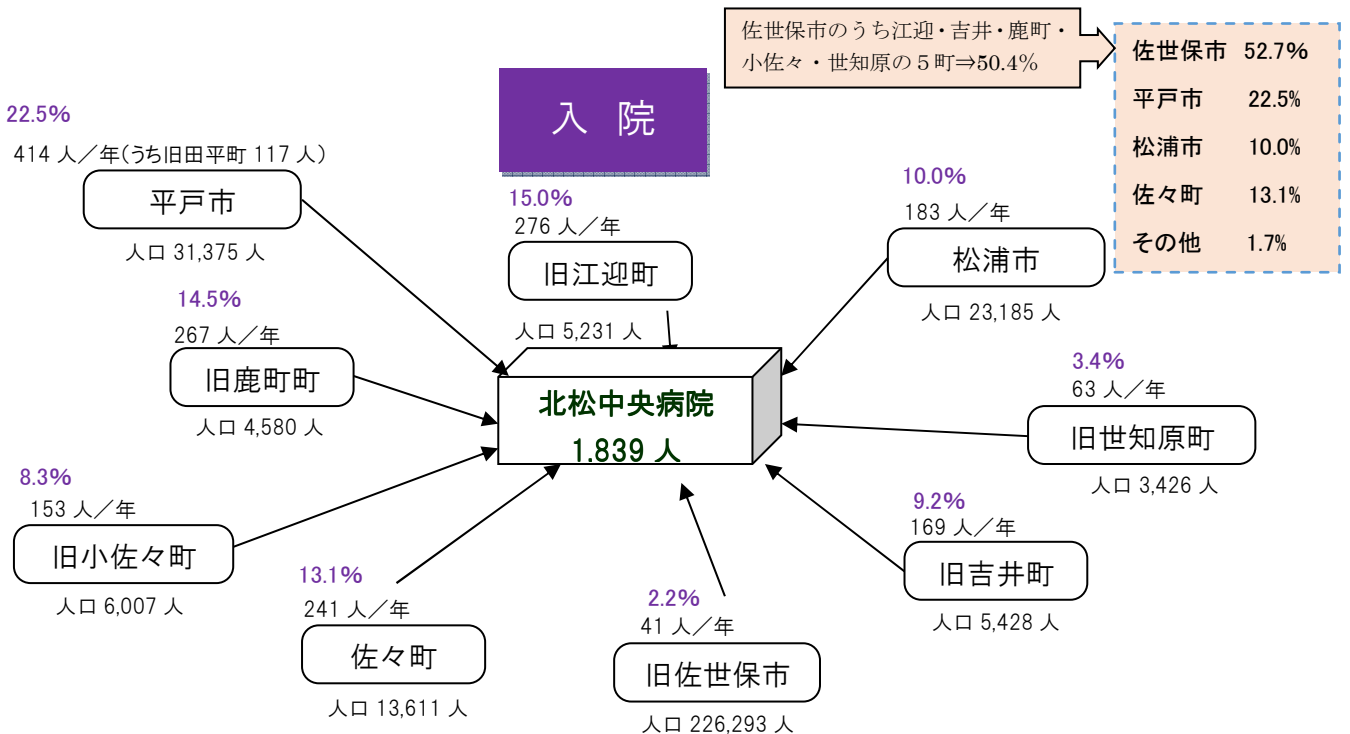 佐世保市のうち江迎・吉井・鹿町・
小佐々・世知原の５町⇒50.4％
佐世保市 52.7％
平戸市 22.5％
松浦市 10.0％
佐々町 13.1％
その他 1.7％
入 院
22.5％
414 人／年（うち旧田平町 117 人）
平戸市
人口 31,375 人
15.0％
276 人／年
旧江迎町
人口 5,231 人
10.0％
183 人／年
松浦市
人口 23,185 人
14.5％
267 人／年
旧鹿町町
人口 4,580 人
北松中央病院
1.839 人
3.4％
63 人／年
旧世知原町
人口 3,426 人
8.3％
153 人／年
旧小佐々町
人口 6,007 人
13.1％
241 人／年
佐々町
人口 13,611 人
2.2％
41 人／年
旧佐世保市
人口 226,293 人
9.2％
169 人／年
旧吉井町
人口 5,428 人